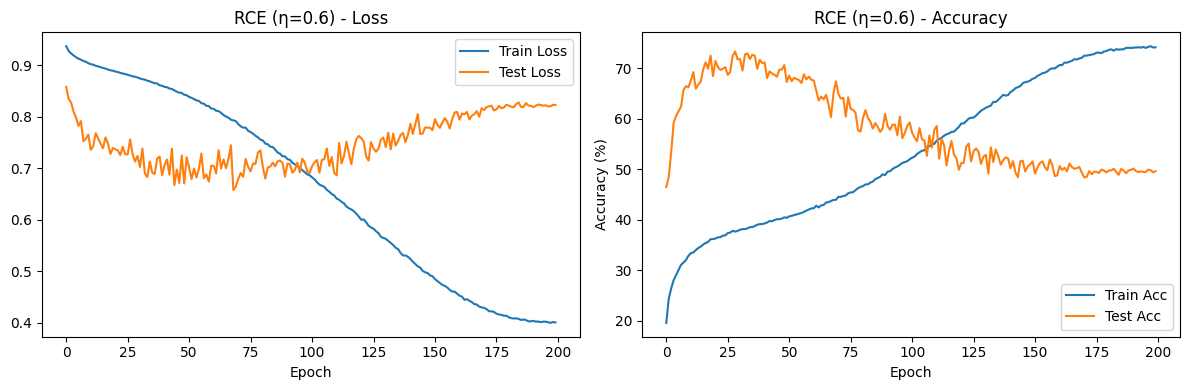 RCE (η=0.6) - Loss
0.9
0.8
0.7
0.6
0.5
0.4
Train Loss
Test Loss
0 25 50 75 100 125 150 175 200
Epoch
RCE (η=0.6) - Accuracy
Accuracy (%)
70
60
50
40
30
20
Train Acc
Test Acc
0 25 50 75 100 125 150 175 200
Epoch